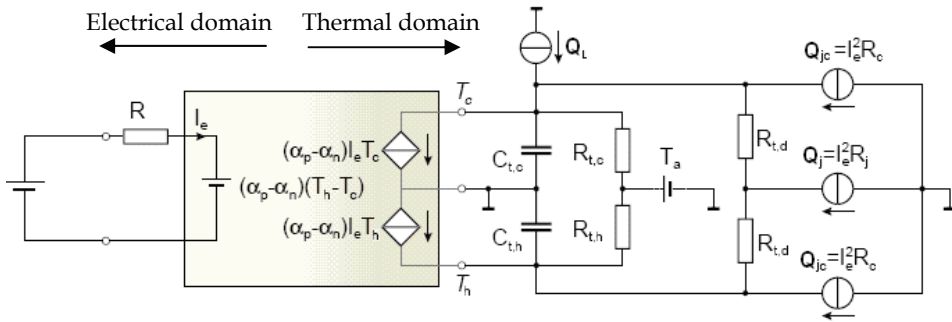 Electrical domain Thermal domain
Q_L
Q_jc=I_e^2R_c
R I_e T_c
(α_p-α_n)I_eT_c
C_t,c R_t,c T_a R_t,d
Q_j=I_e^2R_j
(α_p-α_n)(T_h-T_c)
(α_p-α_n)I_eT_h
C_t,h R_t,h R_t,d
Q_jc=I_e^2R_c
T_h